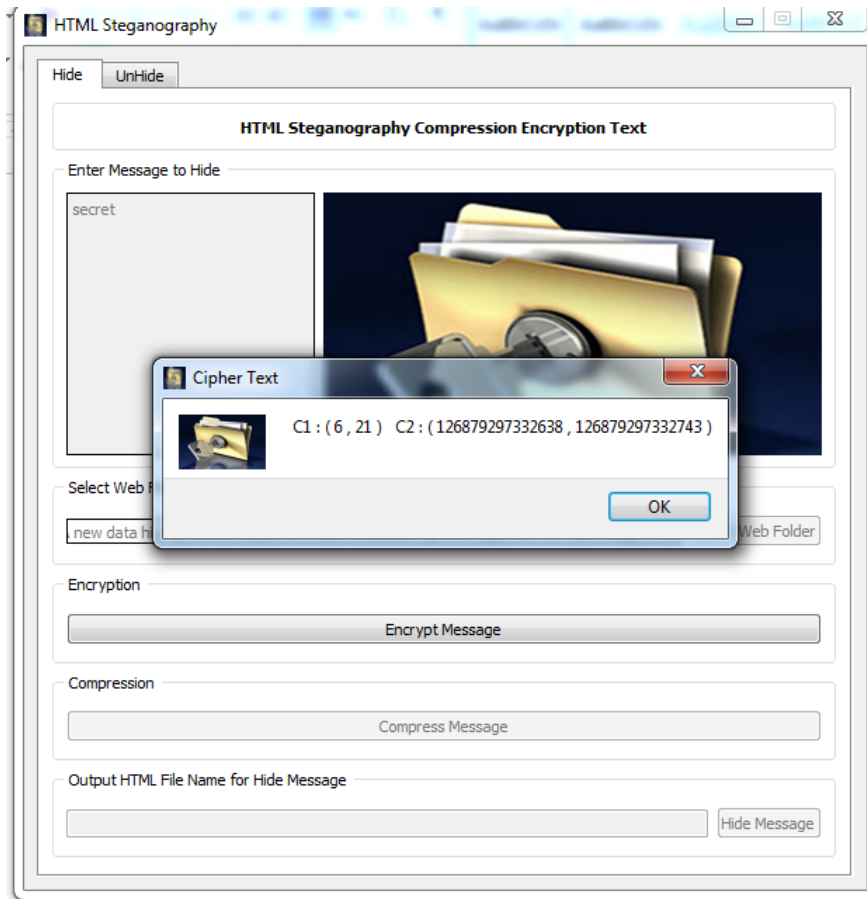 HTML Steganography
Hide UnHide
HTML Steganography Compression Encryption Text
Enter Message to Hide
secret
Cipher Text
C1 : ( 6 , 21 ) C2 : ( 126879297332638 , 126879297332743 )
OK
Select Web
new data Web Folder
Encryption
Encrypt Message
Compression
Compress Message
Output HTML File Name for Hide Message
Hide Message